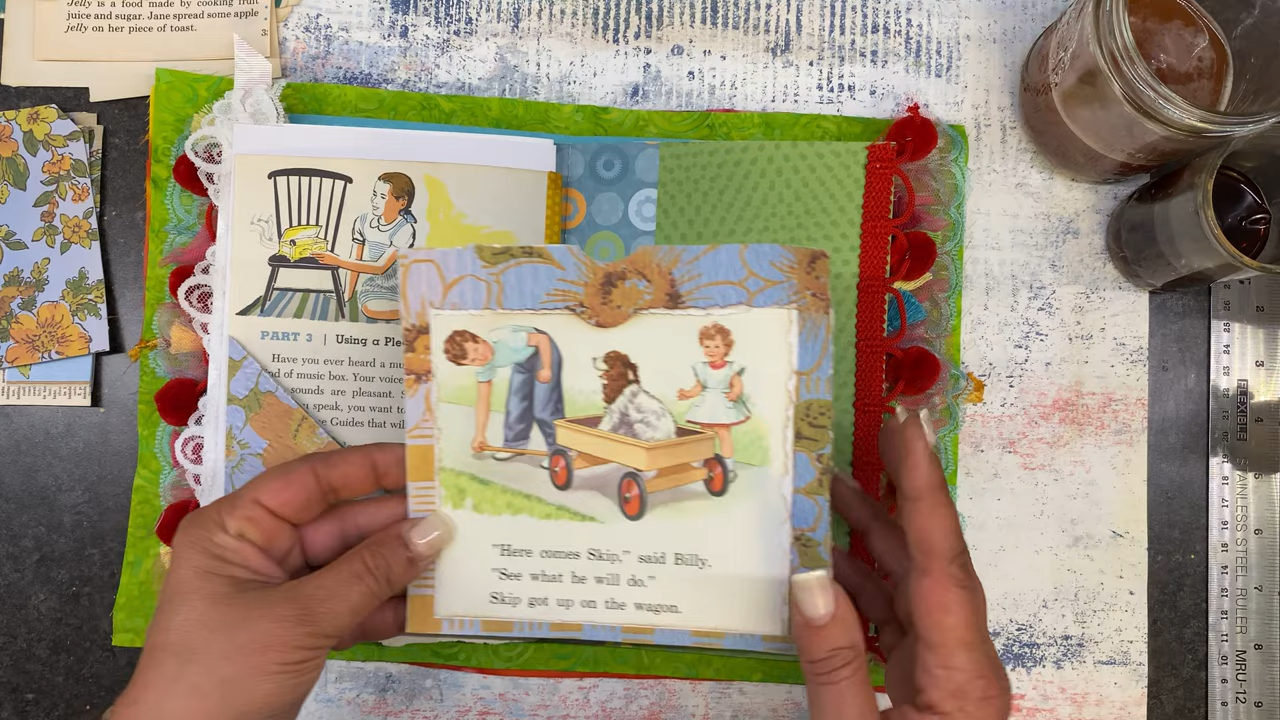 Jelly is a food made by cooking fruit
juice and sugar. Jane spread some apple
jelly on her piece of toast.
PART 3 | Using a Ple
Have you ever heard a mu
nd of music box. Your voice
sounds are pleasant. S
u speak, you want to
e Guides that wil
"Here comes Skip," said Billy.
"See what he will do."
Skip got up on the wagon.
FLEXIBLE
STAINLESS STEEL RULER
MRU-12